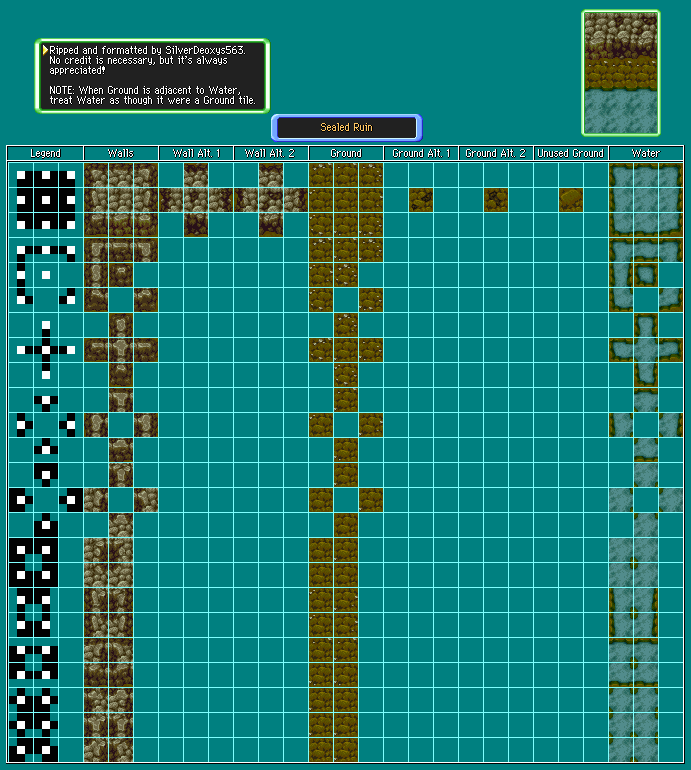 Ripped and formatted by SilverDeoxys563.
No credit is necessary, but it's always
appreciated!
NOTE: When Ground is adjacent to Water,
treat Water as though it were a Ground tile.
Sealed Ruin
Legend Walls Wall Alt. 1 Wall Alt. 2 Ground Ground Alt. 1 Ground Alt. 2 Unused Ground Water